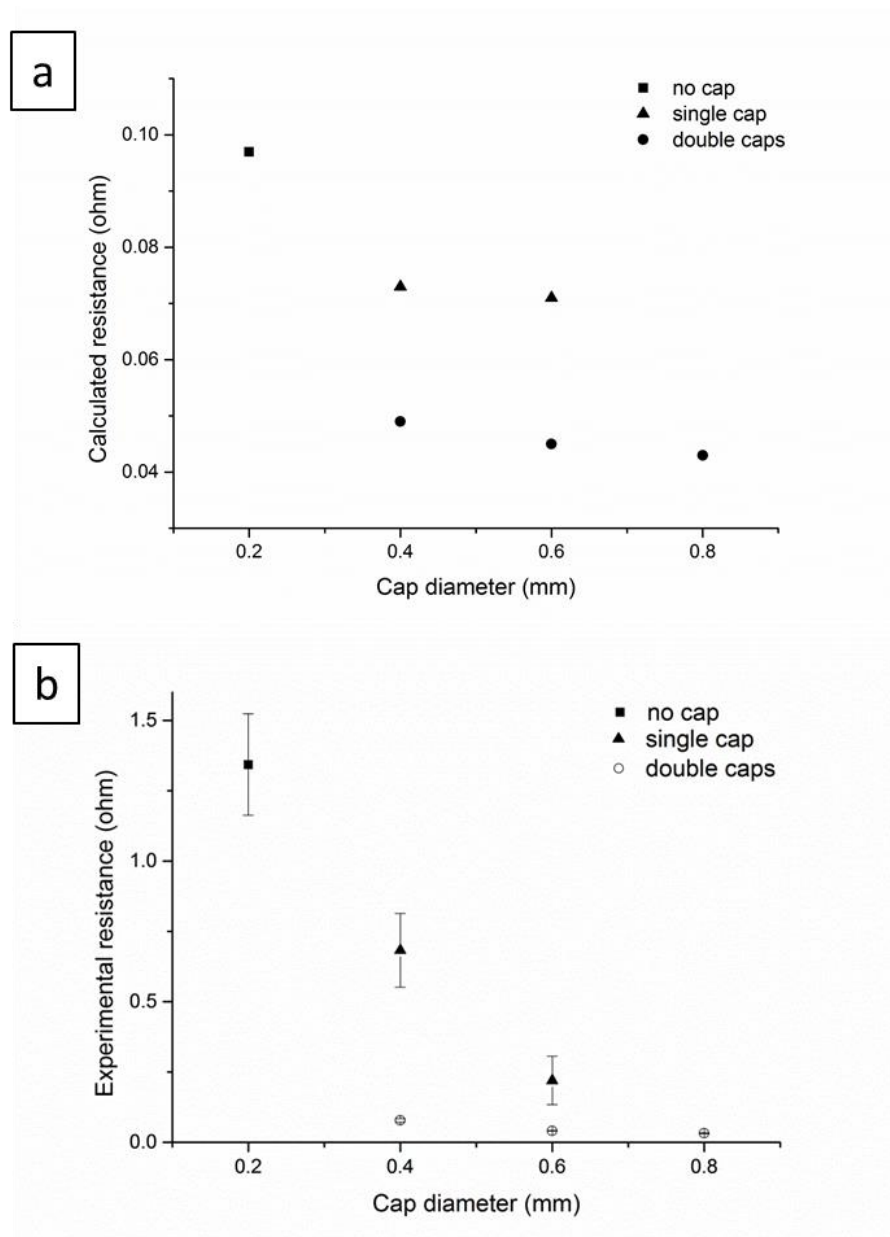 a
no cap
single cap
double caps
0.10
0.08
0.06
0.04
Calculated resistance (ohm)
0.2 0.4 0.6 0.8
Cap diameter (mm)
b
no cap
single cap
double caps
1.5
1.0
0.5
0.0
Experimental resistance (ohm)
0.2 0.4 0.6 0.8
Cap diameter (mm)